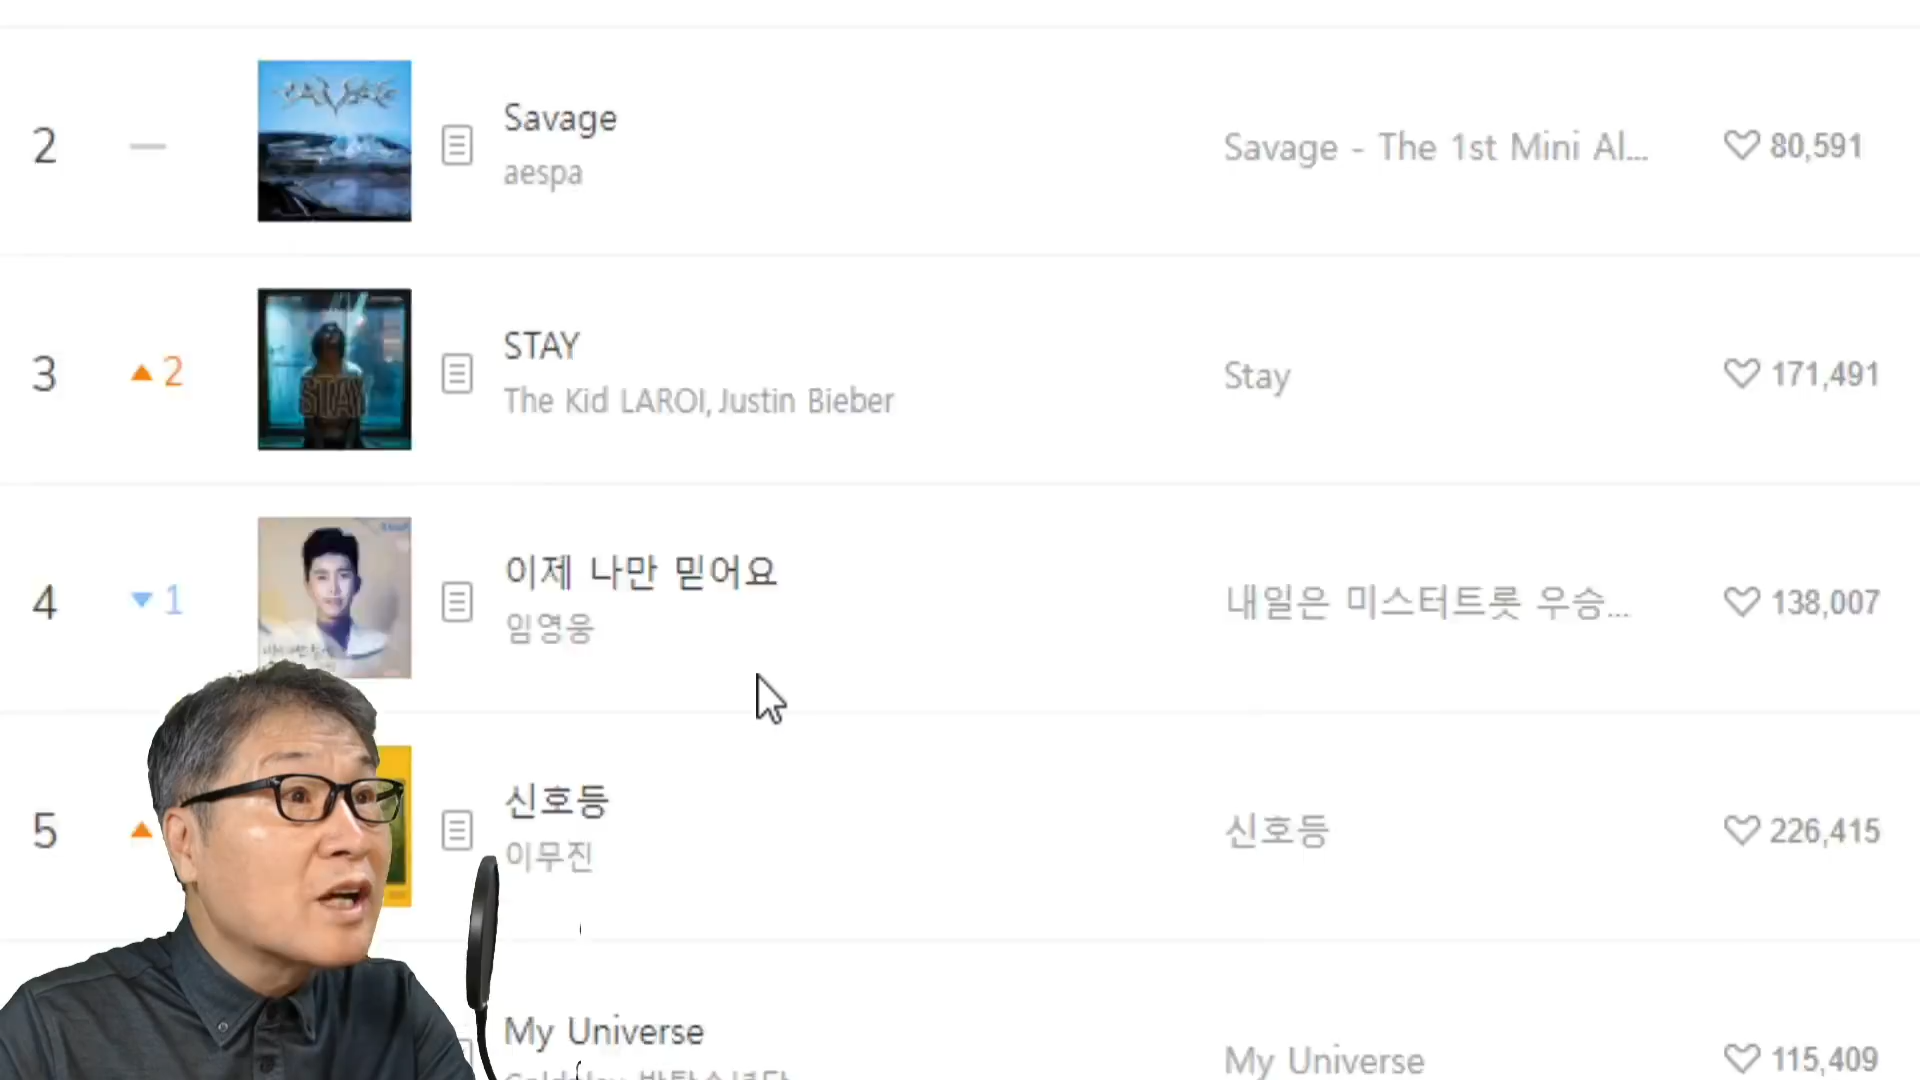 2
Savage
aespa
Savage - The 1st Mini Al...
80,591
3
2
STAY
STAY
The Kid LAROI, Justin Bieber
Stay
171,491
4
1
이제 나만 믿어요
임영웅
내일은 미스터트롯 우승...
138,007
5
신호등
이무진
신호등
226,415
My Universe
My Universe
115,409